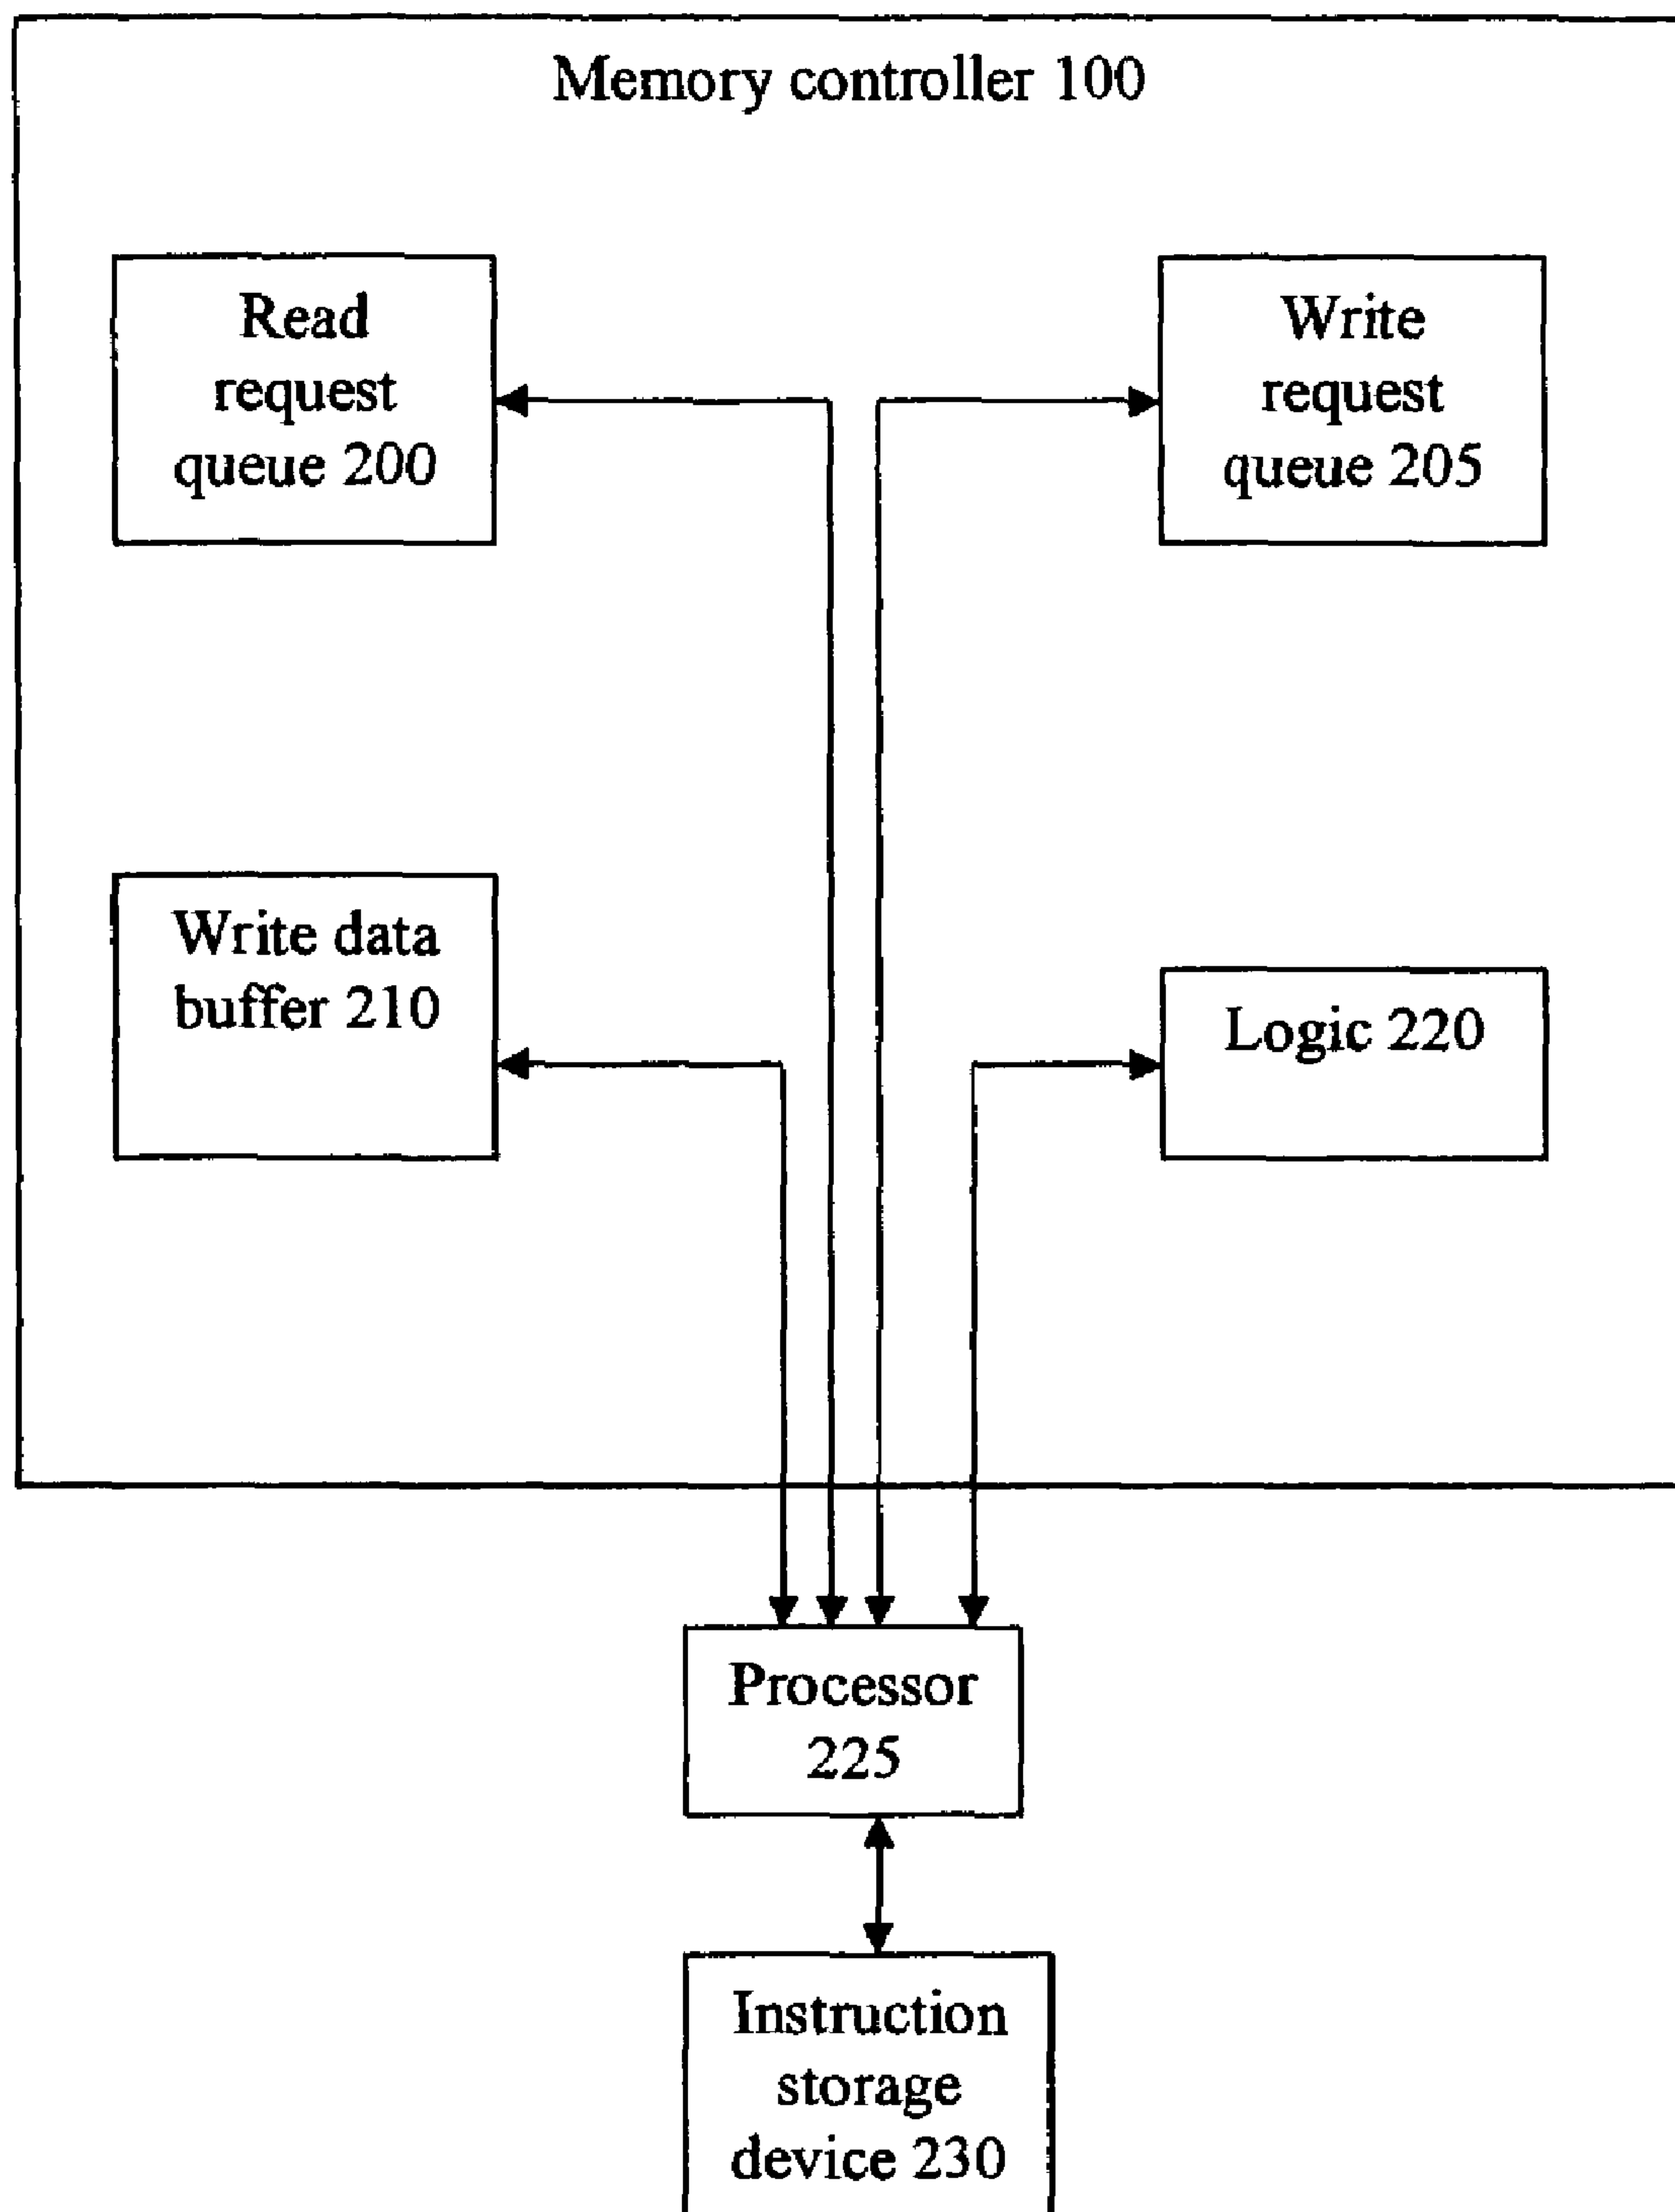 Memory controller 100
Read
request
queue 200
Write
request
queue 205
Write data
buffer 210
Logic 220
Processor
225
Instruction
storage
device 230